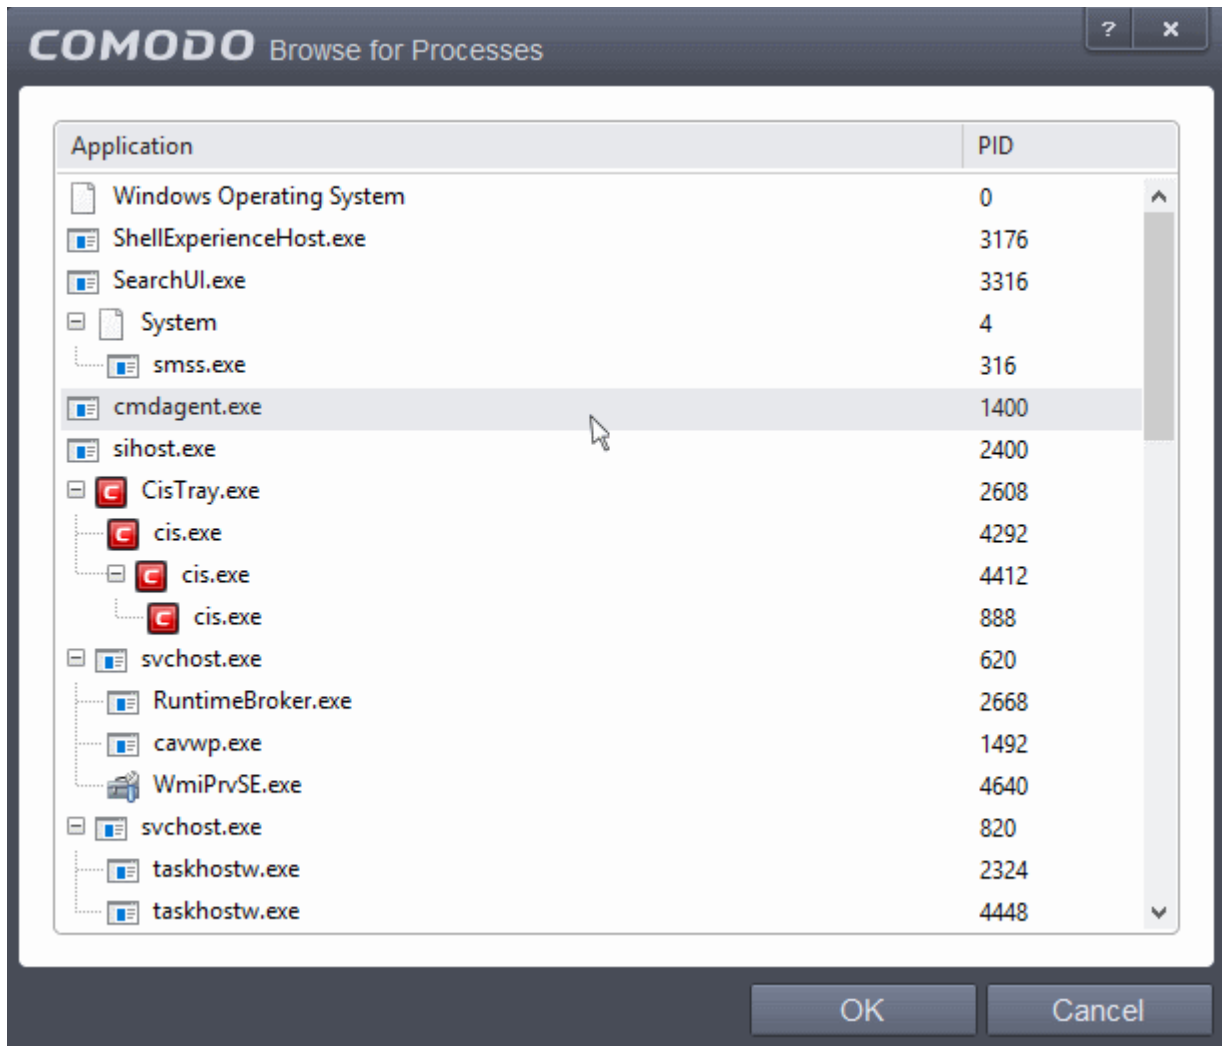 COMODO Browse for Processes ? x
Application PID
Windows Operating System 0
ShellExperienceHost.exe 3176
SearchUI.exe 3316
System 4
smss.exe 316
cmdagent.exe 1400
sihost.exe 2400
CisTray.exe 2608
cis.exe 4292
cis.exe 4412
cis.exe 888
svchost.exe 620
RuntimeBroker.exe 2668
cavwp.exe 1492
WmiPrvSE.exe 4640
svchost.exe 820
taskhostw.exe 2324
taskhostw.exe 4448
OK Cancel